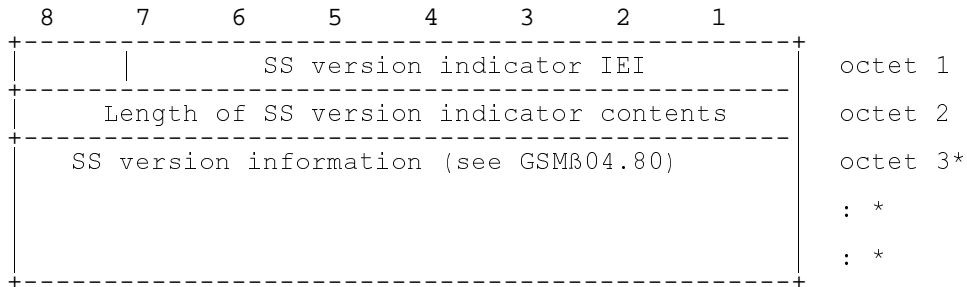 8 7 6 5 4 3 2 1
SS version indicator IEI octet 1
Length of SS version indicator contents octet 2
SS version information (see GSMß04.80) octet 3*
: *
: *